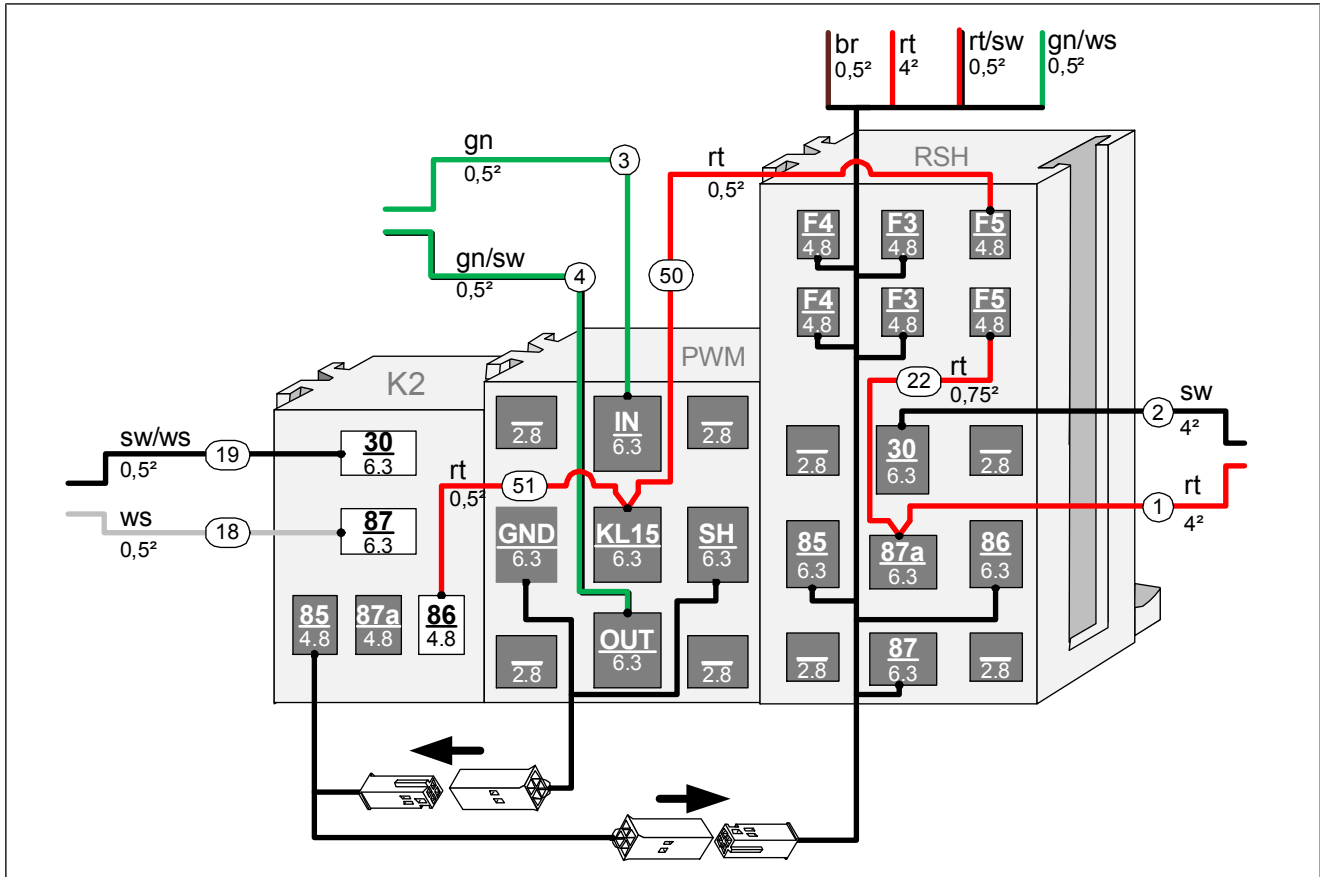 br
0,5²
rt
4²
rt/sw
0,5²
gn/ws
0,5²
gn
0,5²
3
rt
0,5²
RSH
F4
4.8
F3
4.8
F5
4.8
gn/sw
0,5²
4
50
F4
4.8
F3
4.8
F5
4.8
PWM
K2
22
rt
0,75²
2
sw
4²
2.8
IN
6.3
2.8
sw/ws
0,5²
19
30
6.3
2.8
30
6.3
2.8
rt
0,5²
51
1
rt
4²
ws
0,5²
18
87
6.3
GND
6.3
KL15
6.3
SH
6.3
85
6.3
87a
6.3
86
6.3
85
4.8
87a
4.8
86
4.8
2.8
OUT
6.3
2.8
2.8
87
6.3
2.8